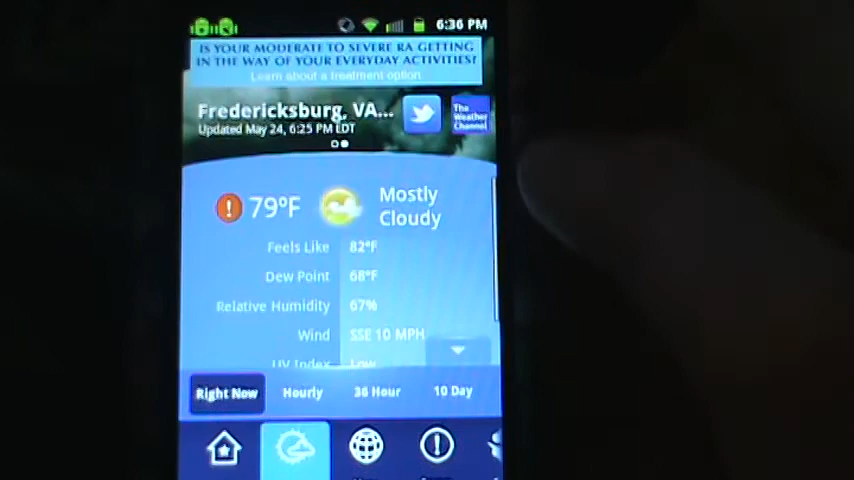 6:36 PM
IS YOUR MODERATE TO SEVERE RA GETTING
IN THE WAY OF YOUR EVERYDAY ACTIVITIES?
Learn about a treatment option.
Fredericksburg, VA...
Updated May 24, 6:25 PM EDT
The
Weather
Channel
79°F
Mostly
Cloudy
Feels Like 82°F
Dew Point 68°F
Relative Humidity 67%
Wind SSE 10 MPH
UV Index Low
Right Now Hourly 36 Hour 10 Day